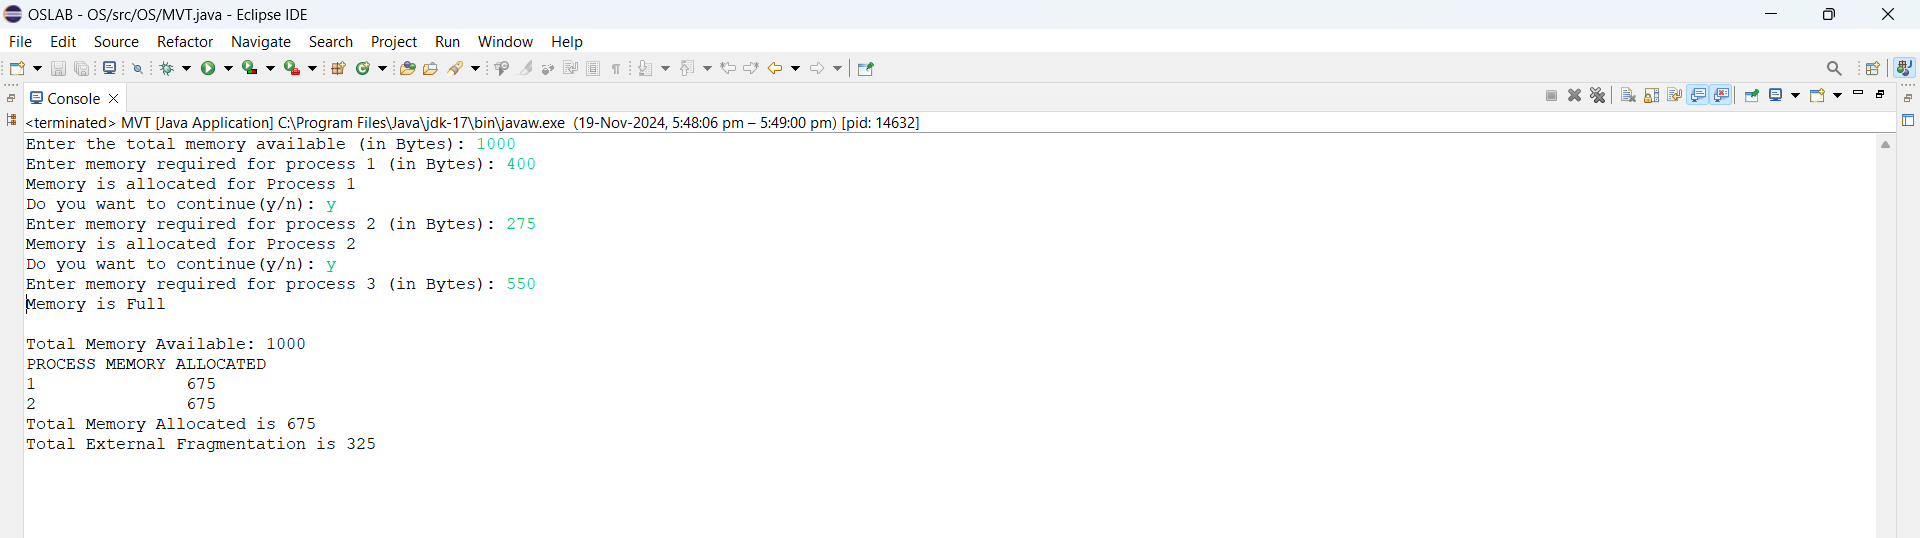 OSLAB - OS/src/OS/MVT.java - Eclipse IDE
File Edit Source Refactor Navigate Search Project Run Window Help
Console
<terminated> MVT [Java Application] C:\Program Files\Java\jdk-17\bin\javaw.exe (19-Nov-2024, 5:48:06 pm – 5:49:00 pm) [pid: 14632]
Enter the total memory available (in Bytes): 1000
Enter memory required for process 1 (in Bytes): 400
Memory is allocated for Process 1
Do you want to continue(y/n): y
Enter memory required for process 2 (in Bytes): 275
Memory is allocated for Process 2
Do you want to continue(y/n): y
Enter memory required for process 3 (in Bytes): 550
Memory is Full
Total Memory Available: 1000
PROCESS MEMORY ALLOCATED
1 675
2 675
Total Memory Allocated is 675
Total External Fragmentation is 325